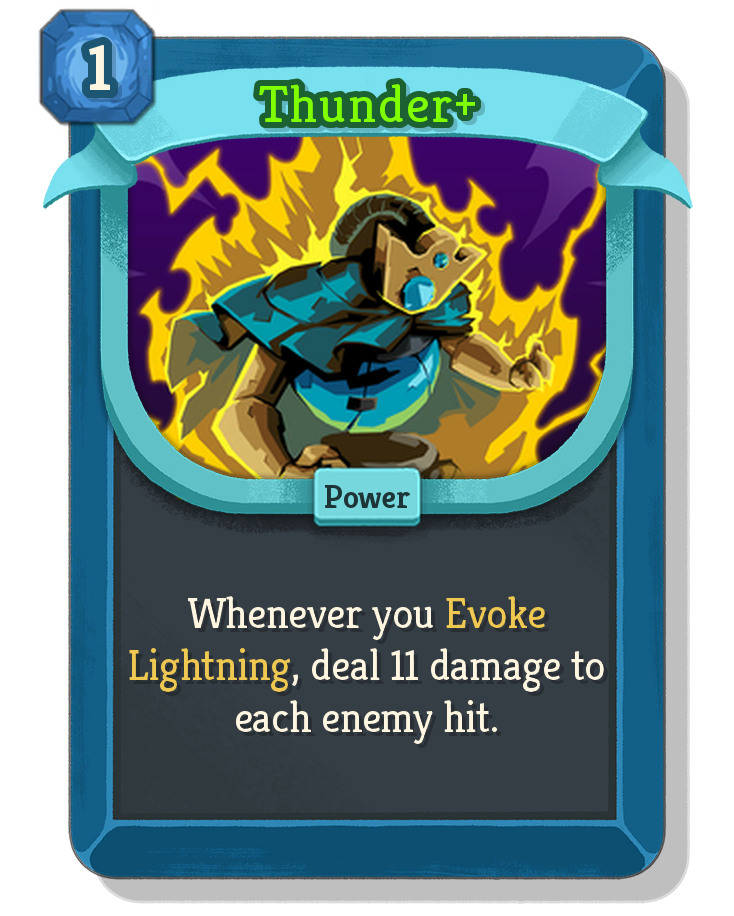 1
Thunder+
Power
Whenever you Evoke
Lightning, deal 11 damage to
each enemy hit.